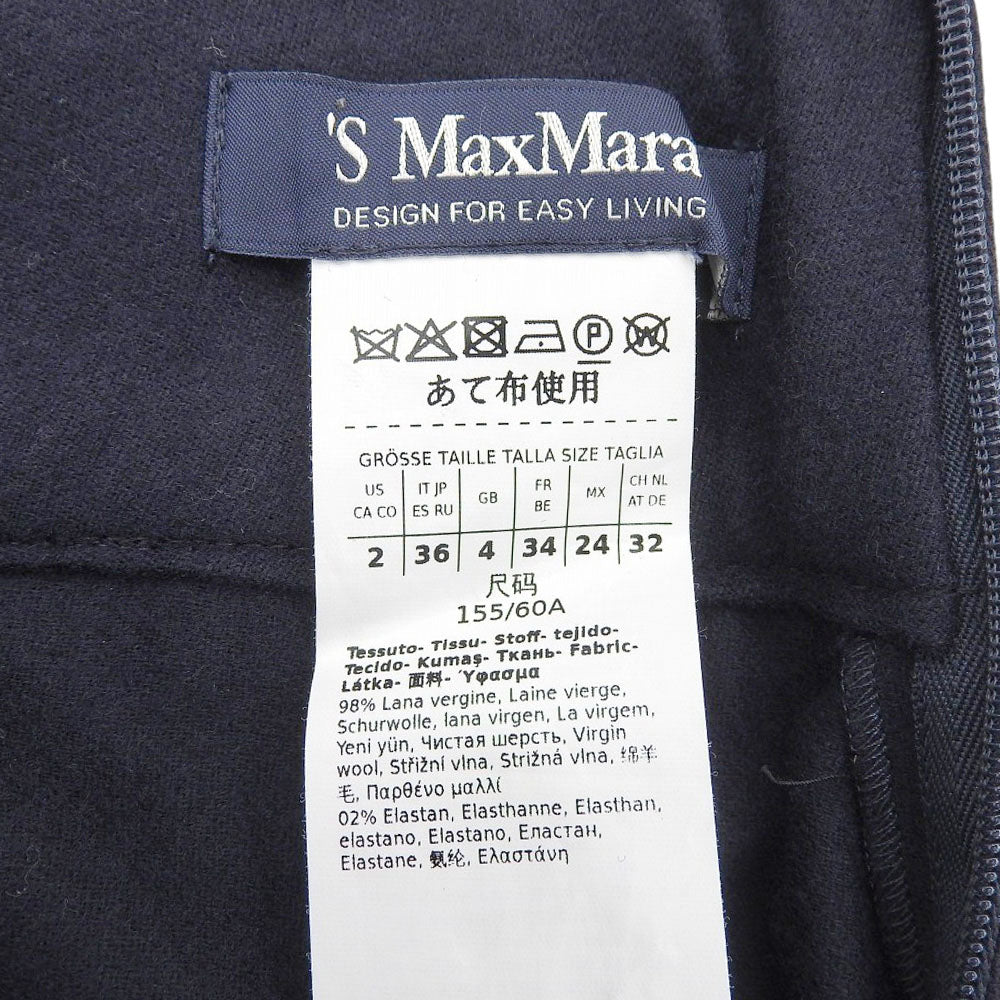 'S MaxMara
DESIGN FOR EASY LIVING
P W
あて布使用
GRÖSSE TAILLE TALLA SIZE TAGLIA
US IT JP GB FR MX CH NL
CA CO ES RU BE AT DE
2 36 4 34 24 32
尺码
155/60A
Tessuto- Tissu- Stoff- tejido-
Tecido- Kumaş- Ткань- Fabric-
Látka- 面料- Ύφασμα
98% Lana vergine, Laine vierge,
Schurwolle, lana virgen, La virgem,
Yeni yün, Чистая шерсть, Virgin
wool, Střižní vlna, Strižná vlna, 绵羊
毛, Παρθένο μαλλί
02% Elastan, Elasthanne, Elasthan,
elastano, Elastano, Еластан,
Elastane, 氨纶, Ελαστάνη